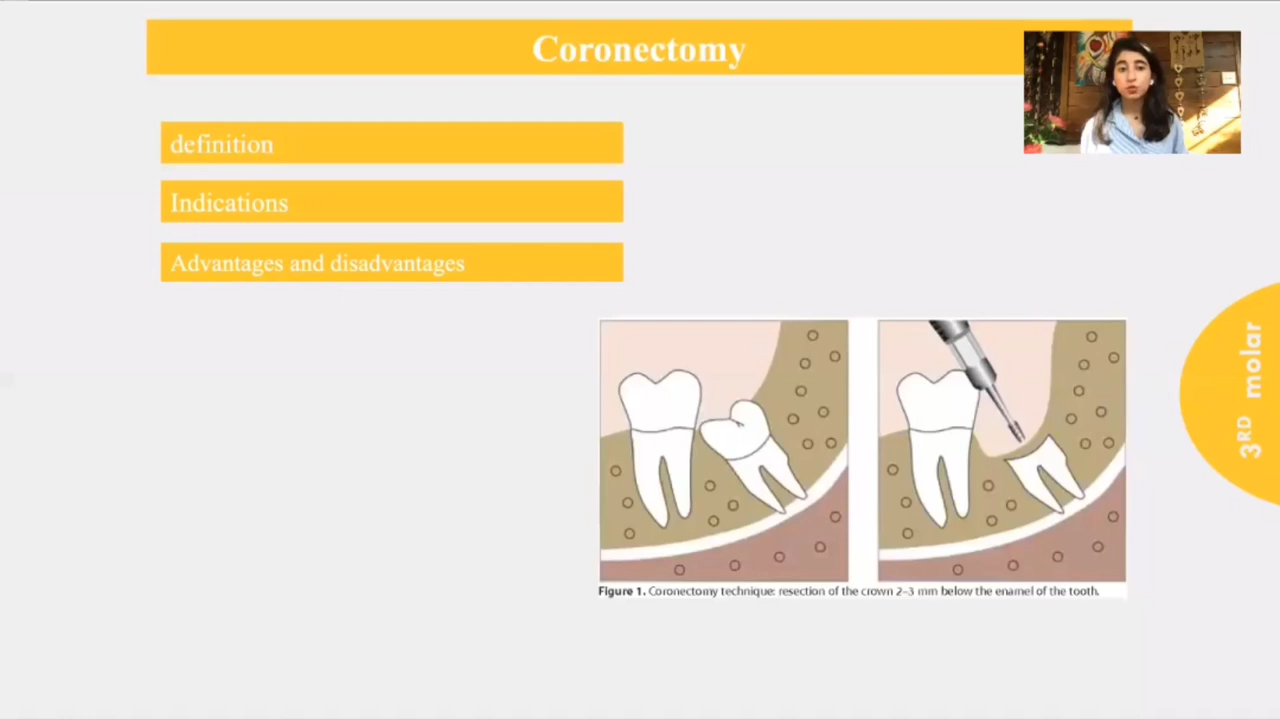 Coronectomy
definition
Indications
Advantages and disadvantages
3RD molar
Figure 1. Coronectomy technique: resection of the crown 2–3 mm below the enamel of the tooth.